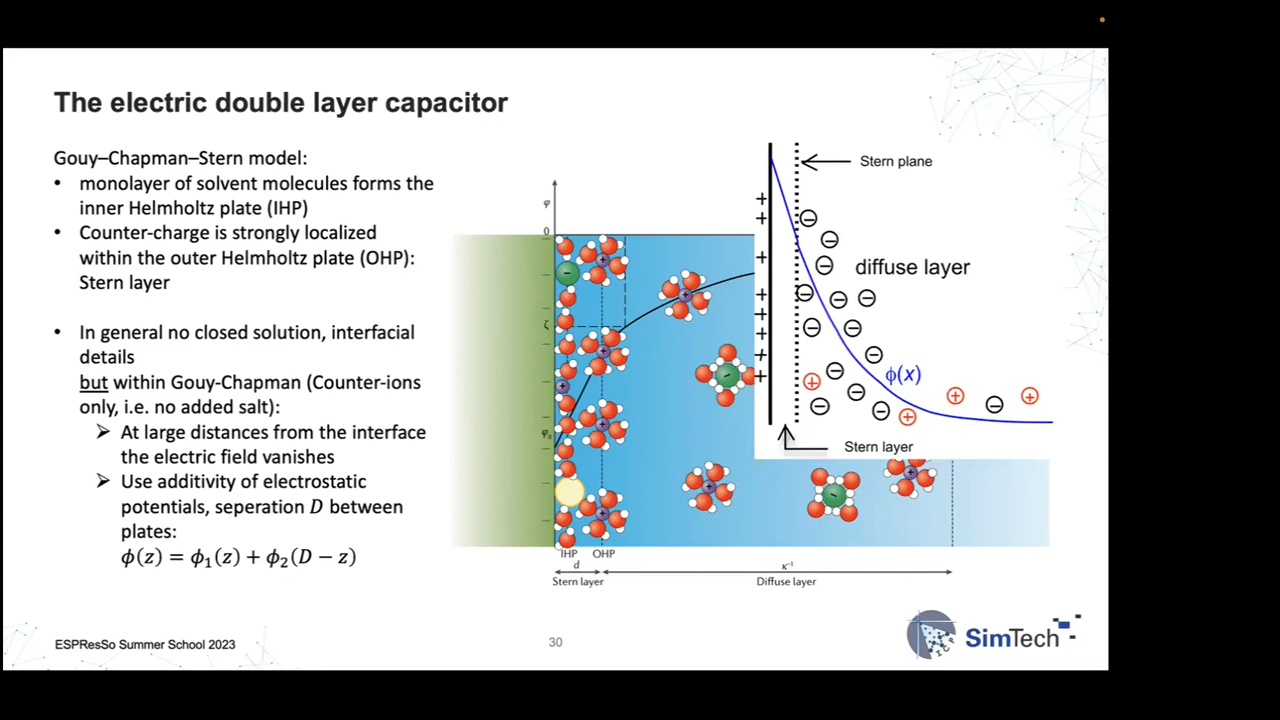 The electric double layer capacitor
Gouy–Chapman–Stern model:
• monolayer of solvent molecules forms the
inner Helmholtz plate (IHP)
• Counter-charge is strongly localized
within the outer Helmholtz plate (OHP):
Stern layer
• In general no closed solution, interfacial
details
but within Gouy-Chapman (Counter-ions
only, i.e. no added salt):
➢ At large distances from the interface
the electric field vanishes
➢ Use additivity of electrostatic
potentials, seperation D between
plates:
ϕ(z) = ϕ₁(z) + ϕ₂(D − z)
φ
0
ζ
φ₀
IHP
OHP
d
κ⁻¹
Stern layer
Diffuse layer
Stern plane
diffuse layer
ϕ(x)
Stern layer
ESPResSo Summer School 2023
30
ICP
SimTech